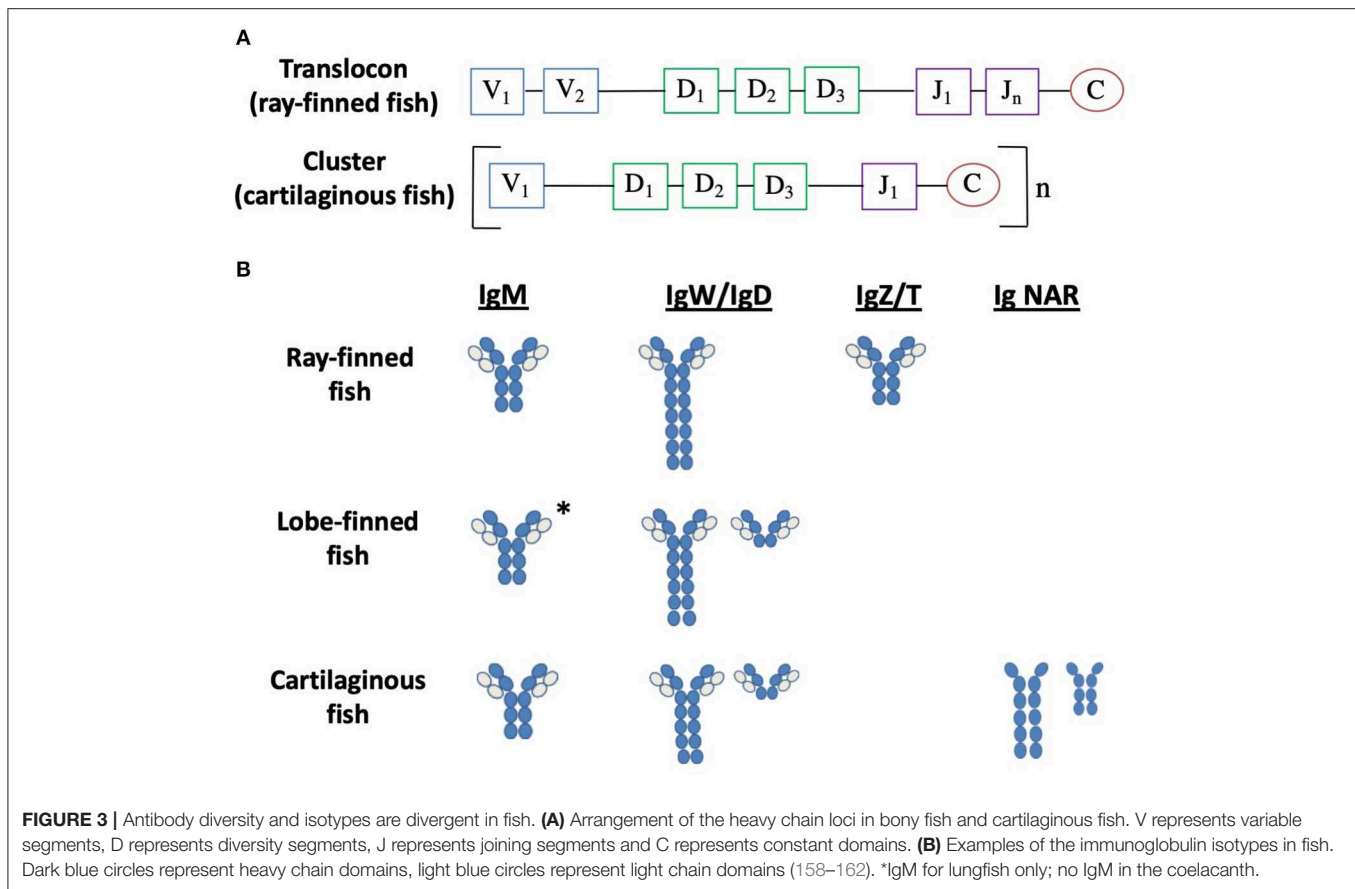 A
Translocon
(ray-finned fish)
V1 V2 D1 D2 D3 J1 Jn C
Cluster
(cartilaginous fish)
V1 D1 D2 D3 J1 C n
B
IgM IgW/IgD IgZ/T Ig NAR
Ray-finned
fish
Lobe-finned
fish
*
Cartilaginous
fish
FIGURE 3 | Antibody diversity and isotypes are divergent in fish. (A) Arrangement of the heavy chain loci in bony fish and cartilaginous fish. V represents variable
segments, D represents diversity segments, J represents joining segments and C represents constant domains. (B) Examples of the immunoglobulin isotypes in fish.
Dark blue circles represent heavy chain domains, light blue circles represent light chain domains (158–162). *IgM for lungfish only; no IgM in the coelacanth.